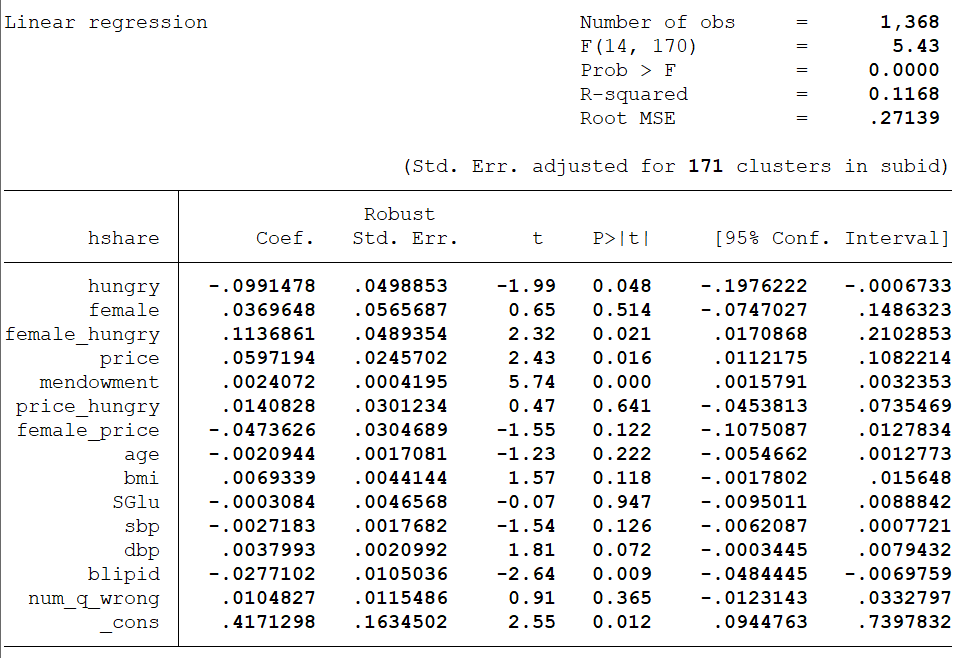 Linear regression Number of obs = 1,368
F(14, 170) = 5.43
Prob > F = 0.0000
R-squared = 0.1168
Root MSE = .27139
(Std. Err. adjusted for 171 clusters in subid)
Robust
hshare Coef. Std. Err. t P>|t| [95% Conf. Interval]
hungry -.0991478 .0498853 -1.99 0.048 -.1976222 -.0006733
female .0369648 .0565687 0.65 0.514 -.0747027 .1486323
female_hungry .1136861 .0489354 2.32 0.021 .0170868 .2102853
price .0597194 .0245702 2.43 0.016 .0112175 .1082214
mendowment .0024072 .0004195 5.74 0.000 .0015791 .0032353
price_hungry .0140828 .0301234 0.47 0.641 -.0453813 .0735469
female_price -.0473626 .0304689 -1.55 0.122 -.1075087 .0127834
age -.0020944 .0017081 -1.23 0.222 -.0054662 .0012773
bmi .0069339 .0044144 1.57 0.118 -.0017802 .015648
SGlu -.0003084 .0046568 -0.07 0.947 -.0095011 .0088842
sbp -.0027183 .0017682 -1.54 0.126 -.0062087 .0007721
dbp .0037993 .0020992 1.81 0.072 -.0003445 .0079432
blipid -.0277102 .0105036 -2.64 0.009 -.0484445 -.0069759
num_q_wrong .0104827 .0115486 0.91 0.365 -.0123143 .0332797
_cons .4171298 .1634502 2.55 0.012 .0944763 .7397832